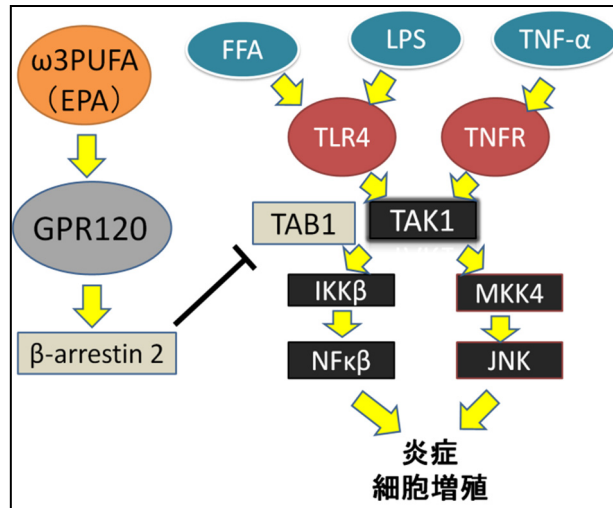 ω3PUFA
（EPA）
FFA
LPS
TNF-α
TLR4
TNFR
GPR120
TAB1
TAK1
IKKβ
MKK4
β-arrestin 2
NFκβ
JNK
炎症
細胞増殖